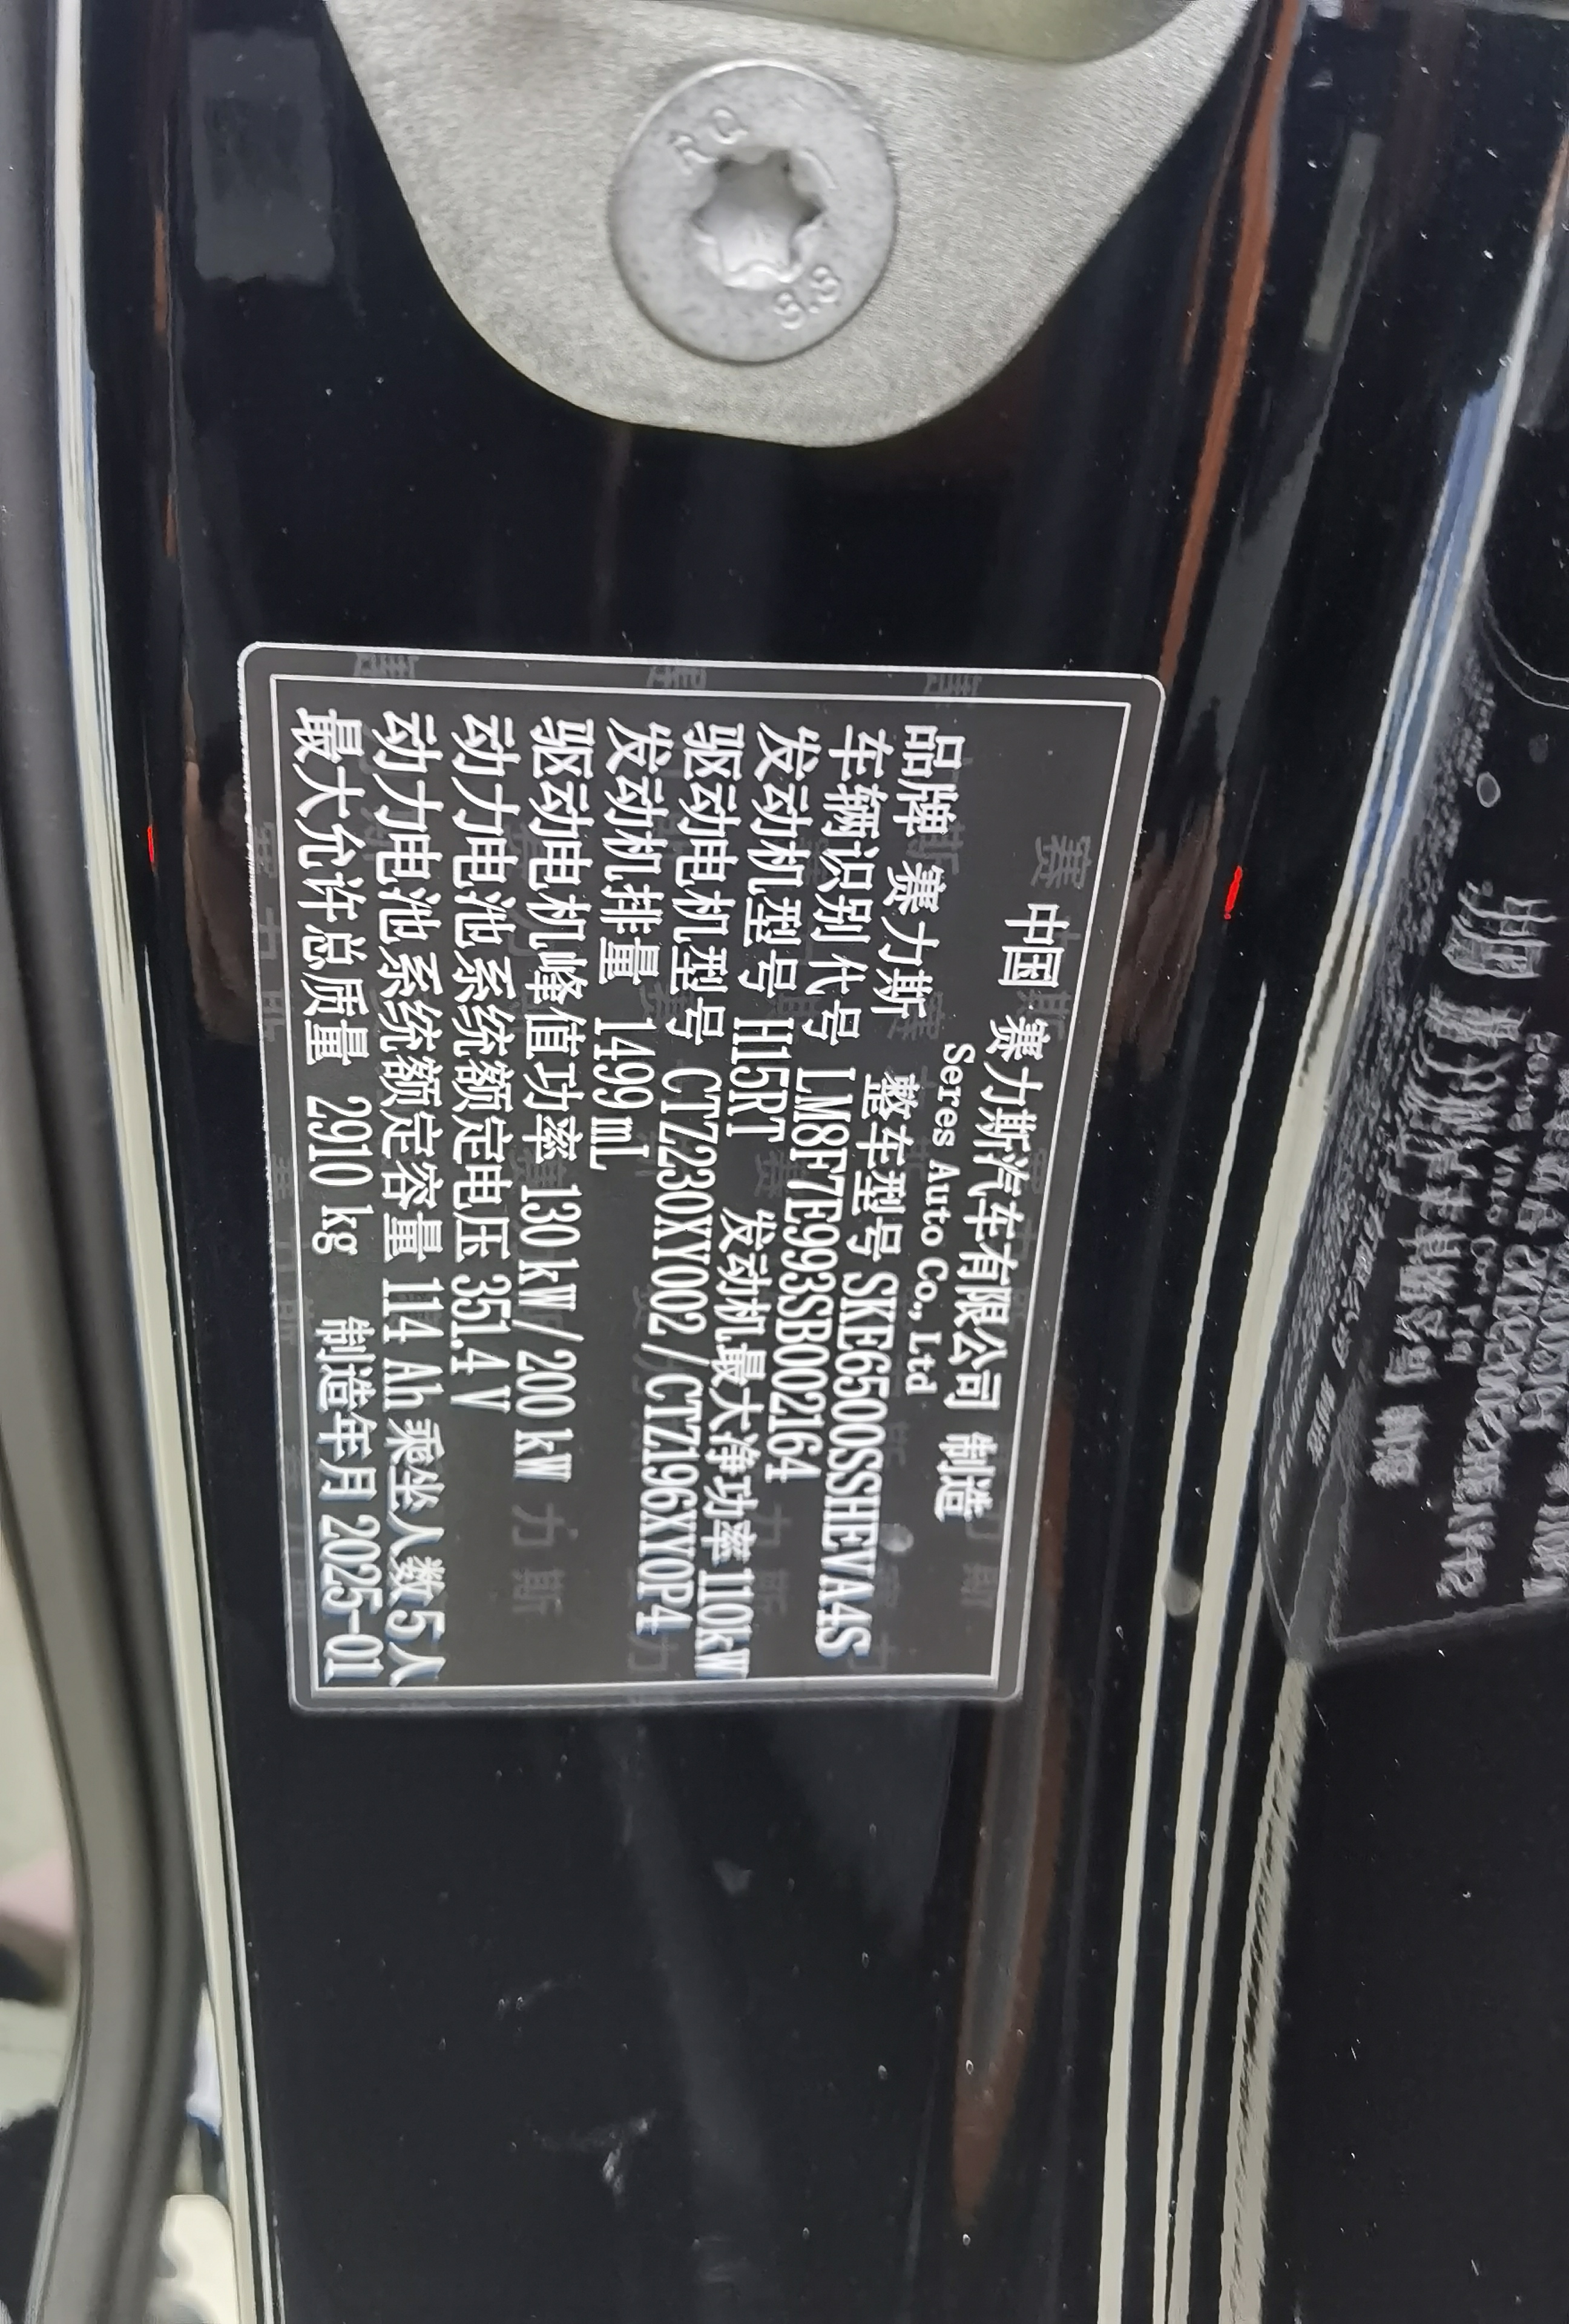 中国 赛力斯汽车有限公司 制造
Seres Auto Co., Ltd
品牌 赛力斯 整车型号 SKE6500SSHEVA4S
车辆识别代号 LM8F7E993SB002164
发动机型号 H15RT 发动机最大净功率 110kW
驱动电机型号 CTZ230XY002 / CTZ196XY0P4
发动机排量 1499 mL
驱动电机峰值功率 130 kW / 200 kW
动力电池系统额定电压 351.4 V
动力电池系统额定容量 114 Ah 乘坐人数 5人
最大允许总质量 2910 kg 制造年月 2025-01
8.8